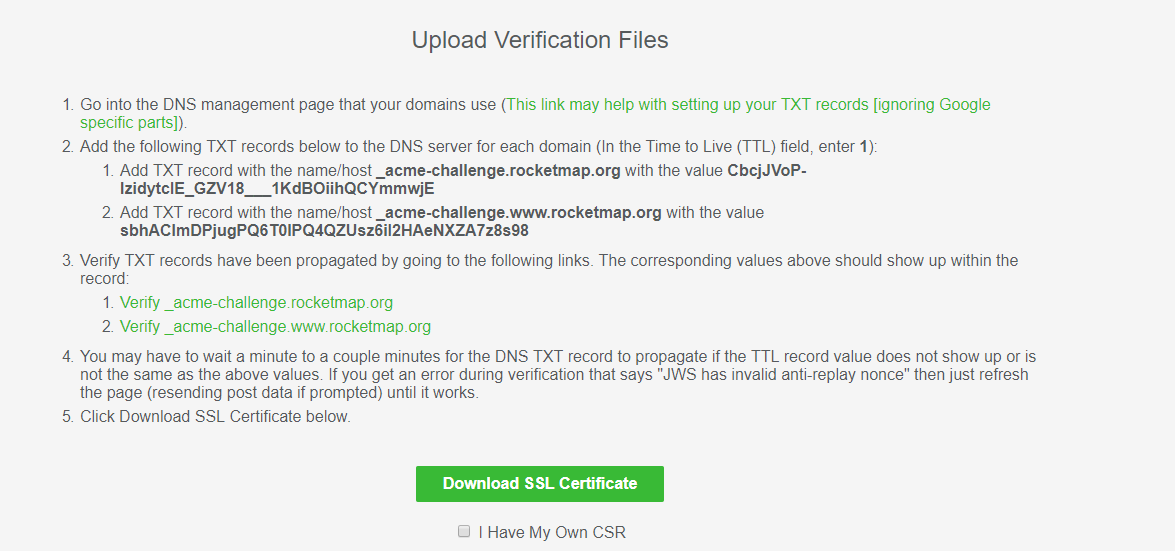 Upload Verification Files
1. Go into the DNS management page that your domains use (This link may help with setting up your TXT records [ignoring Google
specific parts]).
2. Add the following TXT records below to the DNS server for each domain (In the Time to Live (TTL) field, enter 1):
1. Add TXT record with the name/host _acme-challenge.rocketmap.org with the value CbcjJVoP-
IzidytcIE_GZV18___1KdBOiihQCYmmwjE
2. Add TXT record with the name/host _acme-challenge.www.rocketmap.org with the value
sbhAClmDPjugPQ6T0lPQ4QZUsz6il2HAeNXZA7z8s98
3. Verify TXT records have been propagated by going to the following links. The corresponding values above should show up within the
record:
1. Verify _acme-challenge.rocketmap.org
2. Verify _acme-challenge.www.rocketmap.org
4. You may have to wait a minute to a couple minutes for the DNS TXT record to propagate if the TTL record value does not show up or is
not the same as the above values. If you get an error during verification that says "JWS has invalid anti-replay nonce" then just refresh
the page (resending post data if prompted) until it works.
5. Click Download SSL Certificate below.
Download SSL Certificate
I Have My Own CSR